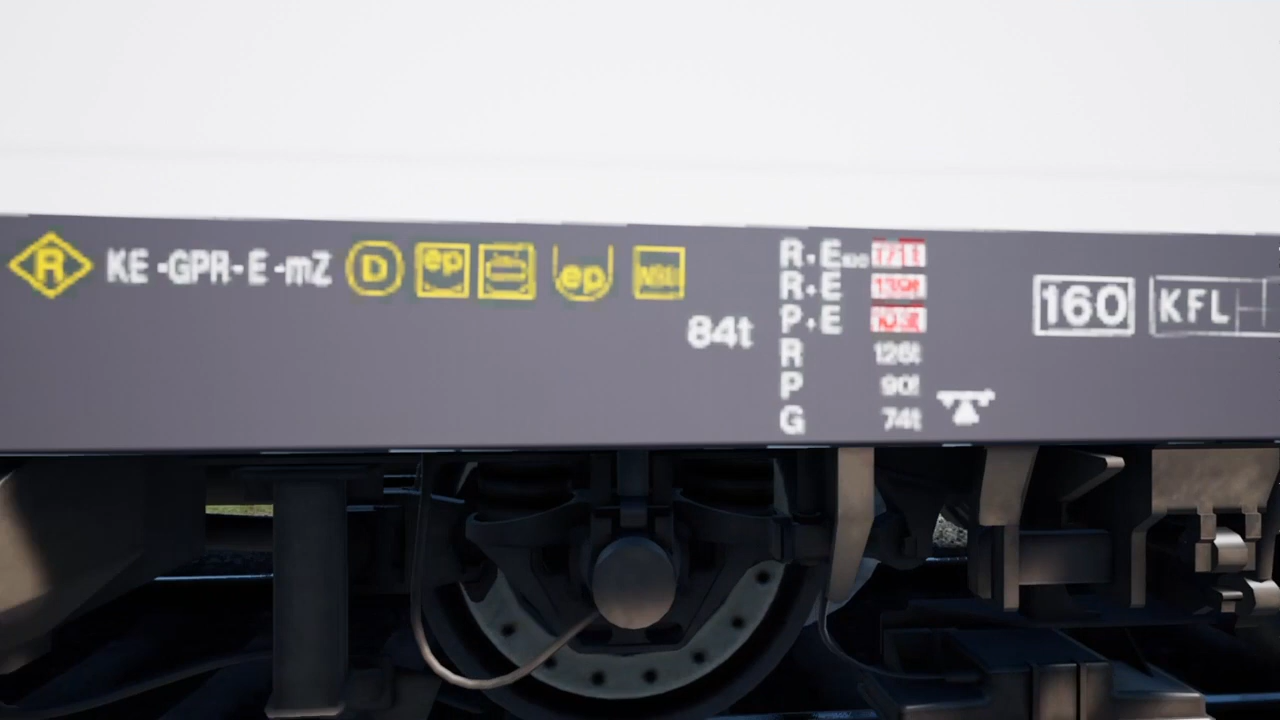 R KE-GPR-E-mZ D ep ep
84t
R+E
R+E
P+E
R 126t
P 90t
G 74t
160 KFL